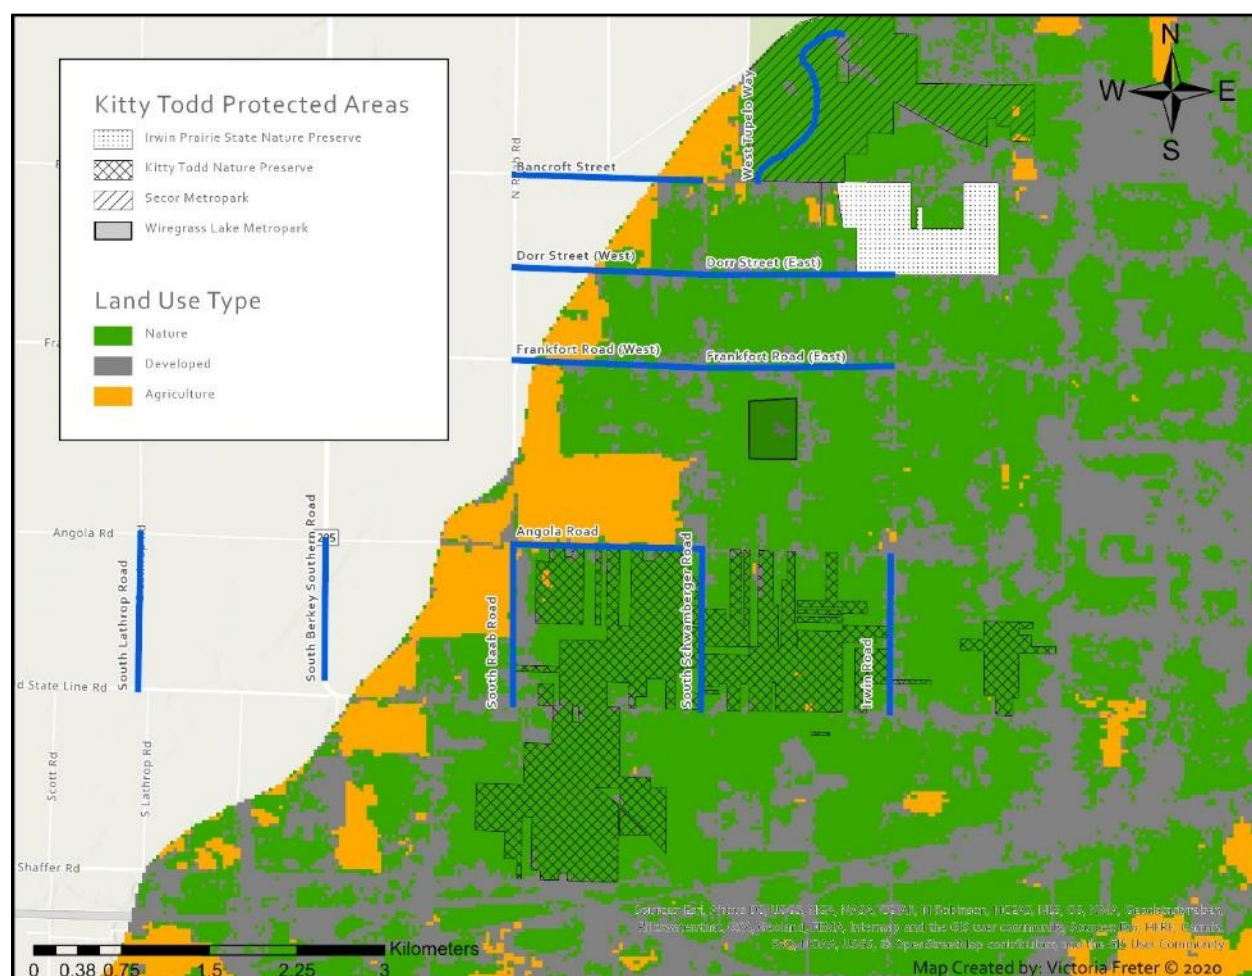 Kitty Todd Protected Areas
Irwin Prairie State Nature Preserve
Kitty Todd Nature Preserve
Secor Metropark
Wiregrass Lake Metropark
Land Use Type
Nature
Developed
Agriculture
N
W
E
S
West Tupelo Way
N Raab Rd
Bancroft Street
Dorr Street (West)
Dorr Street (East)
Frankfort Road (West)
Frankfort Road (East)
Fra
Angola Rd
295
Angola Road
South Lathrop Road
South Berkey Southern Road
South Raab Road
South Schwamberger Road
Irwin Road
d State Line Rd
Scott Rd
S Lathrop Rd
Shaffer Rd
Kilometers
0 0.38 0.75 1.5 2.25 3
Map Created by: Victoria Freter © 2020